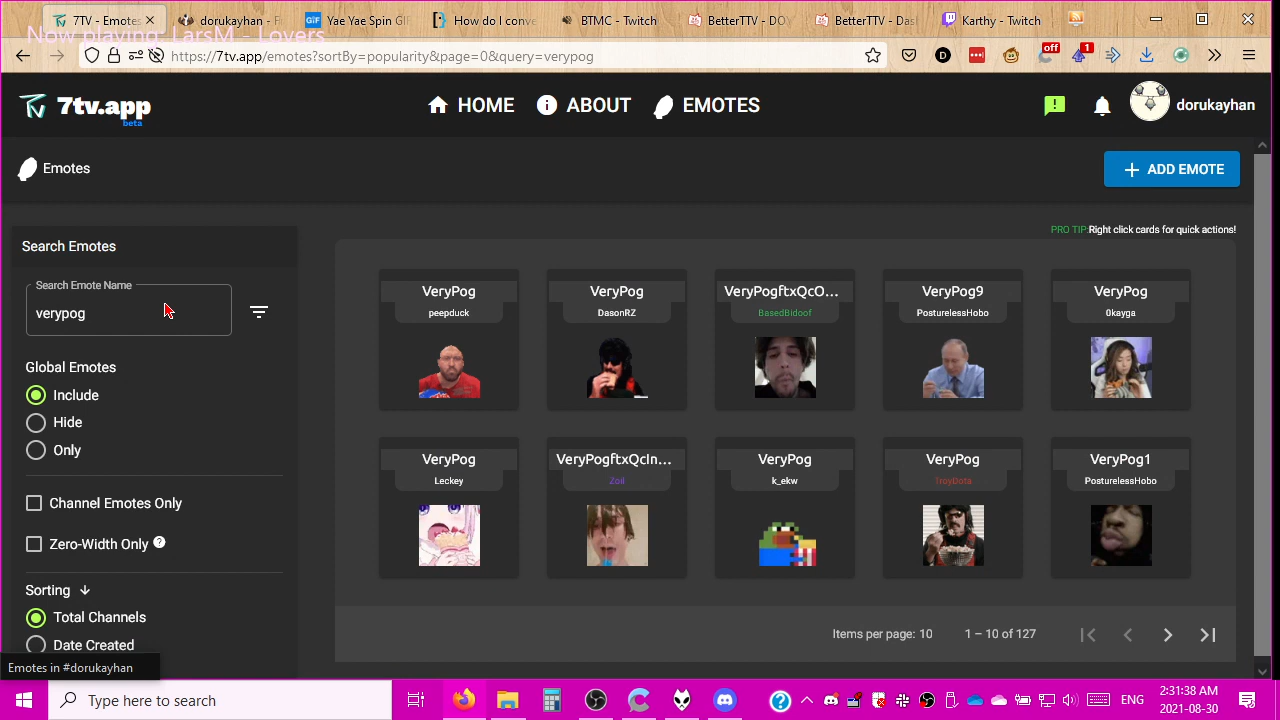 7TV - Emotes
dorukayhan - F
Yae Yae Spin GIF
How do I conve
BTMC - Twitch
BetterTTV - DO
BetterTTV - Das
Karthy - Twitch
Now playing: LarsM - Lovers
https://7tv.app/emotes?sortBy=popularity&page=0&query=verypog
off
1
7tv.app
beta
HOME
ABOUT
EMOTES
dorukayhan
Emotes
ADD EMOTE
PRO TIP: Right click cards for quick actions!
Search Emotes
Search Emote Name
verypog
Global Emotes
Include
Hide
Only
Channel Emotes Only
Zero-Width Only
Sorting
Total Channels
Date Created
VeryPog
peepduck
VeryPog
DasonRZ
VeryPogftxQcO...
BasedBidoof
VeryPog9
PosturelessHobo
VeryPog
0kayga
VeryPog
Leckey
VeryPogftxQcIn...
Zoil
VeryPog
k_ekw
VeryPog
TroyDota
VeryPog1
PosturelessHobo
Items per page: 10
1 – 10 of 127
Emotes in #dorukayhan
Type here to search
ENG
2:31:38 AM
2021-08-30